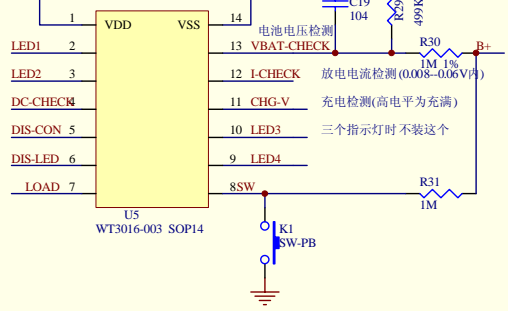 C19
104
R29
499K
1 VDD VSS 14
电池电压检测
LED1 2 13 VBAT-CHECK
R30
1M 1%
B+
LED2 3 12 I-CHECK 放电电流检测(0.008--0.06V内)
DC-CHECK 4 11 CHG-V 充电检测(高电平为充满)
DIS-CON 5 10 LED3 三个指示灯时不装这个
DIS-LED 6 9 LED4
LOAD 7 8 SW
R31
1M
U5
WT3016-003 SOP14
K1
SW-PB